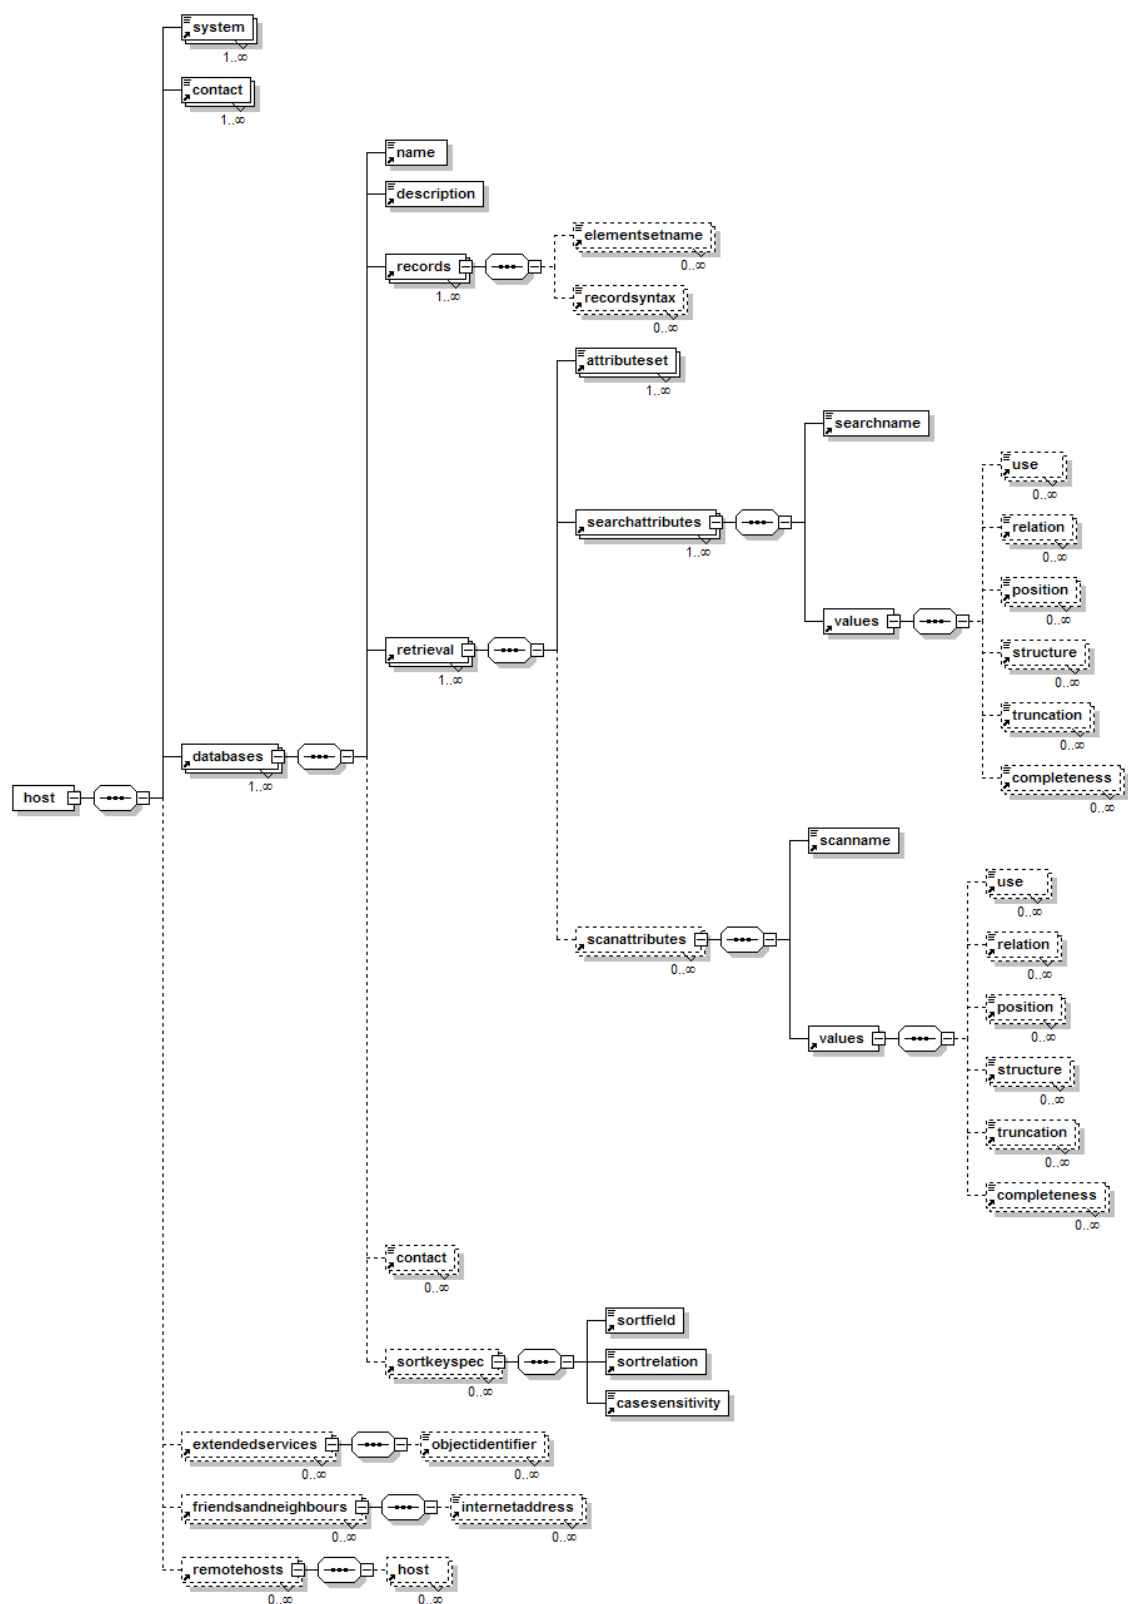 system
1..∞
contact
1..∞
name
description
elementsetname
0..∞
records
1..∞
recordsyntax
0..∞
attributeset
1..∞
searchname
use
0..∞
searchattributes
1..∞
relation
0..∞
position
0..∞
values
structure
0..∞
retrieval
1..∞
truncation
0..∞
databases
1..∞
completeness
0..∞
host
scanname
use
0..∞
scanattributes
0..∞
relation
0..∞
position
0..∞
values
structure
0..∞
truncation
0..∞
completeness
0..∞
contact
0..∞
sortfield
sortkeyspec
0..∞
sortrelation
casesensitivity
extendedservices
0..∞
objectidentifier
0..∞
friendsandneighbours
0..∞
internetaddress
0..∞
remotehosts
0..∞
host
0..∞